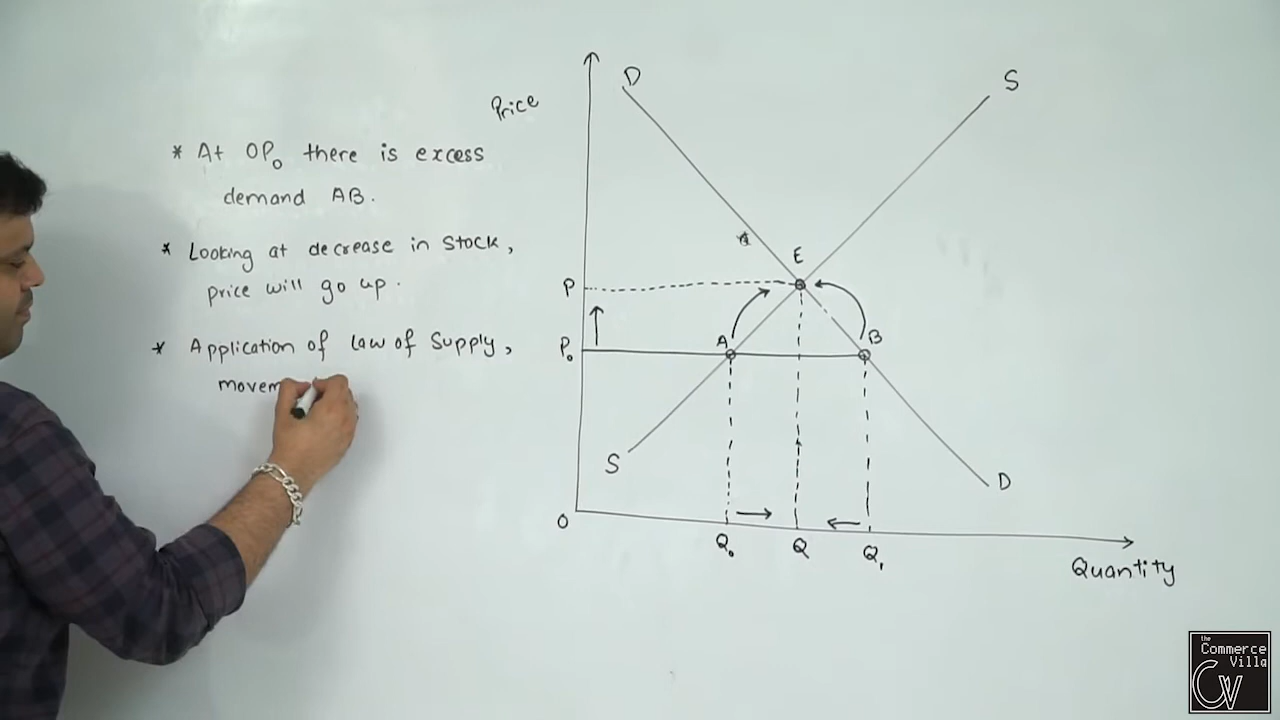 * At OP₀ there is excess
demand AB.
* Looking at decrease in stock,
price will go up.
* Application of law of supply,
Price
D
S
E
P
P₀
A
B
S
D
O
Q₀
Q
Q₁
Quantity
the
Commerce
Villa
CV